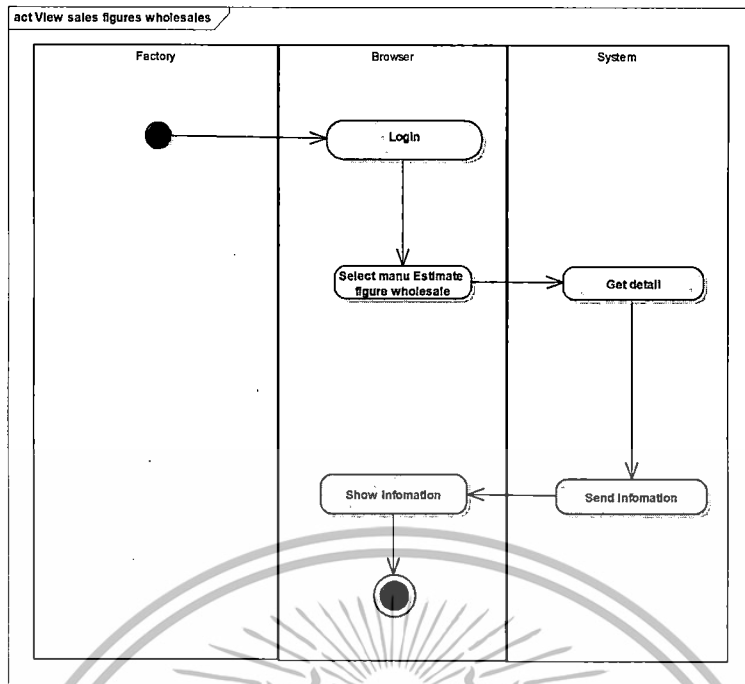 act View sales figures wholesales
Factory
Browser
System
Login
Select manu Estimate
figure wholesale
Get detail
Show Infomation
Send Infomation